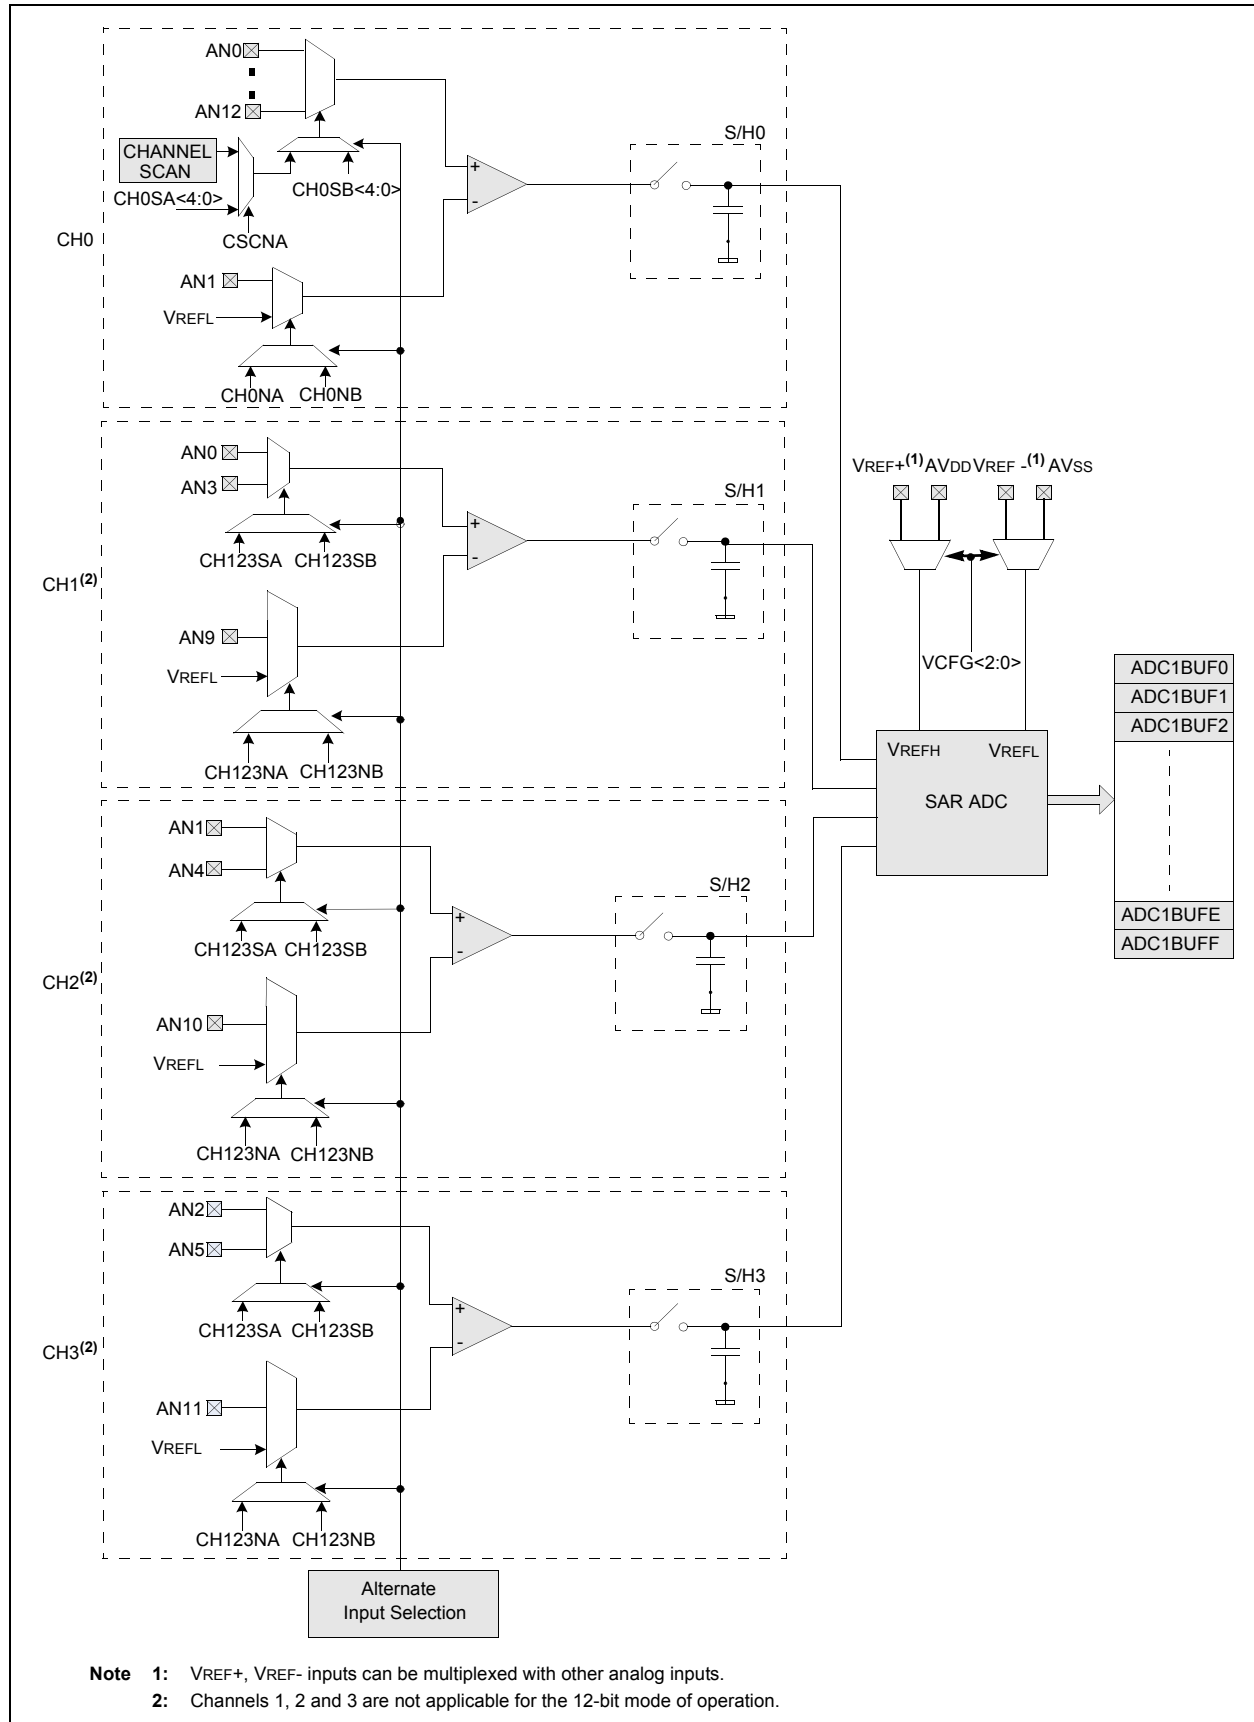 AN0
AN12
CHANNEL
SCAN
CH0SA<4:0>
CH0SB<4:0>
CSCNA
CH0
AN1
VREFL
CH0NA CH0NB
+
-
S/H0
AN0
AN3
CH123SA CH123SB
CH1(2)
AN9
VREFL
CH123NA CH123NB
+
-
S/H1
AN1
AN4
CH123SA CH123SB
CH2(2)
AN10
VREFL
CH123NA CH123NB
+
-
S/H2
AN2
AN5
CH123SA CH123SB
CH3(2)
AN11
VREFL
CH123NA CH123NB
+
-
S/H3
Alternate
Input Selection
VREF+(1) AVDD VREF -(1) AVSS
VCFG<2:0>
VREFH VREFL
SAR ADC
ADC1BUF0
ADC1BUF1
ADC1BUF2
ADC1BUFE
ADC1BUFF
Note 1: VREF+, VREF- inputs can be multiplexed with other analog inputs.
2: Channels 1, 2 and 3 are not applicable for the 12-bit mode of operation.